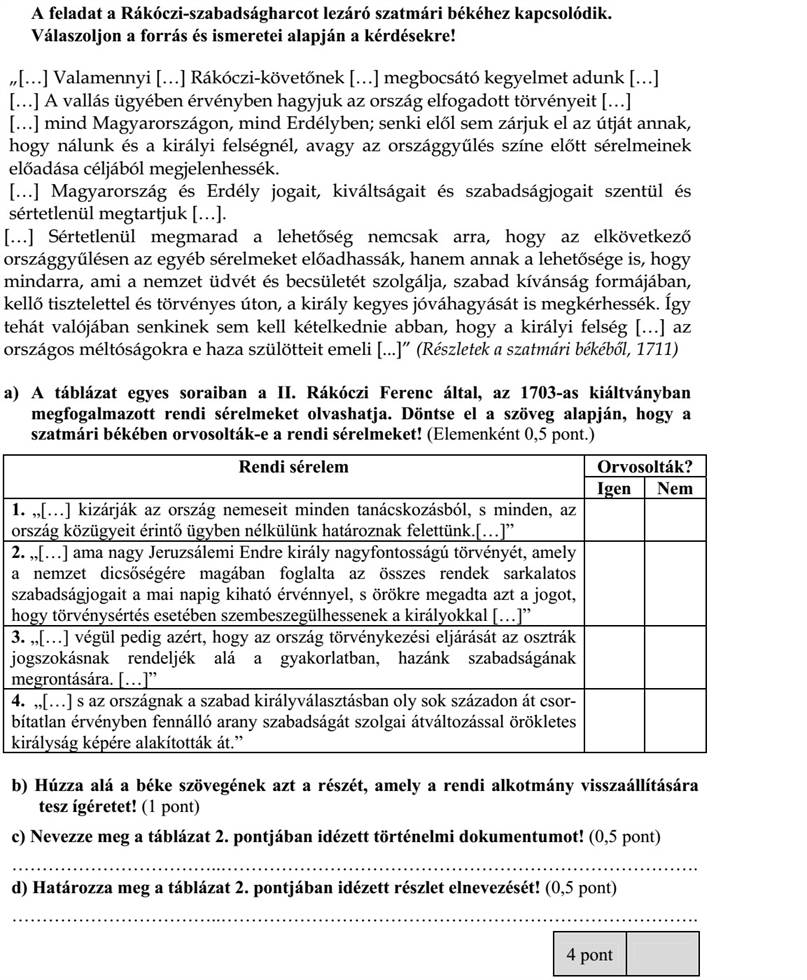 A feladat a Rákóczi-szabadságharcot lezáró szatmári békéhez kapcsolódik.
Válaszoljon a forrás és ismeretei alapján a kérdésekre!
„[…] Valamennyi […] Rákóczi-követőnek […] megbocsátó kegyelmet adunk […]
[…] A vallás ügyében érvényben hagyjuk az ország elfogadott törvényeit […]
[…] mind Magyarországon, mind Erdélyben; senki elől sem zárjuk el az útját annak,
hogy nálunk és a királyi felségnél, avagy az országgyűlés színe előtt sérelmeinek
előadása céljából megjelenhessék.
[…] Magyarország és Erdély jogait, kiváltságait és szabadságjogait szentül és
sértetlenül megtartjuk […].
[…] Sértetlenül megmarad a lehetőség nemcsak arra, hogy az elkövetkező
országgyűlésen az egyéb sérelmeket előadhassák, hanem annak a lehetősége is, hogy
mindarra, ami a nemzet üdvét és becsületét szolgálja, szabad kívánság formájában,
kellő tisztelettel és törvényes úton, a király kegyes jóváhagyását is megkérhessék. Így
tehát valójában senkinek sem kell kételkednie abban, hogy a királyi felség […] az
országos méltóságokra e haza szülötteit emeli [...]” (Részletek a szatmári békéből, 1711)
a) A táblázat egyes soraiban a II. Rákóczi Ferenc által, az 1703-as kiáltványban
megfogalmazott rendi sérelmeket olvashatja. Döntse el a szöveg alapján, hogy a
szatmári békében orvosolták-e a rendi sérelmeket! (Elemenként 0,5 pont.)
Rendi sérelem
Orvosolták?
Igen
Nem
1. „[…] kizárják az ország nemeseit minden tanácskozásból, s minden, az
ország közügyeit érintő ügyben nélkülünk határoznak felettünk.[…]”
2. „[…] ama nagy Jeruzsálemi Endre király nagyfontosságú törvényét, amely
a nemzet dicsőségére magában foglalta az összes rendek sarkalatos
szabadságjogait a mai napig kiható érvénnyel, s örökre megadta azt a jogot,
hogy törvénysértés esetében szembeszegülhessenek a királyokkal […]”
3. „[…] végül pedig azért, hogy az ország törvénykezési eljárását az osztrák
jogszokásnak rendeljék alá a gyakorlatban, hazánk szabadságának
megrontására. […]”
4. „[…] s az országnak a szabad királyválasztásban oly sok századon át csor-
bítatlan érvényben fennálló arany szabadságát szolgai átváltozással örökletes
királyság képére alakították át.”
b) Húzza alá a béke szövegének azt a részét, amely a rendi alkotmány visszaállítására
tesz ígéretet! (1 pont)
c) Nevezze meg a táblázat 2. pontjában idézett történelmi dokumentumot! (0,5 pont)
……………………………………………………………………………………………….
d) Határozza meg a táblázat 2. pontjában idézett részlet elnevezését! (0,5 pont)
……………………………………………………………………………………………….
4 pont